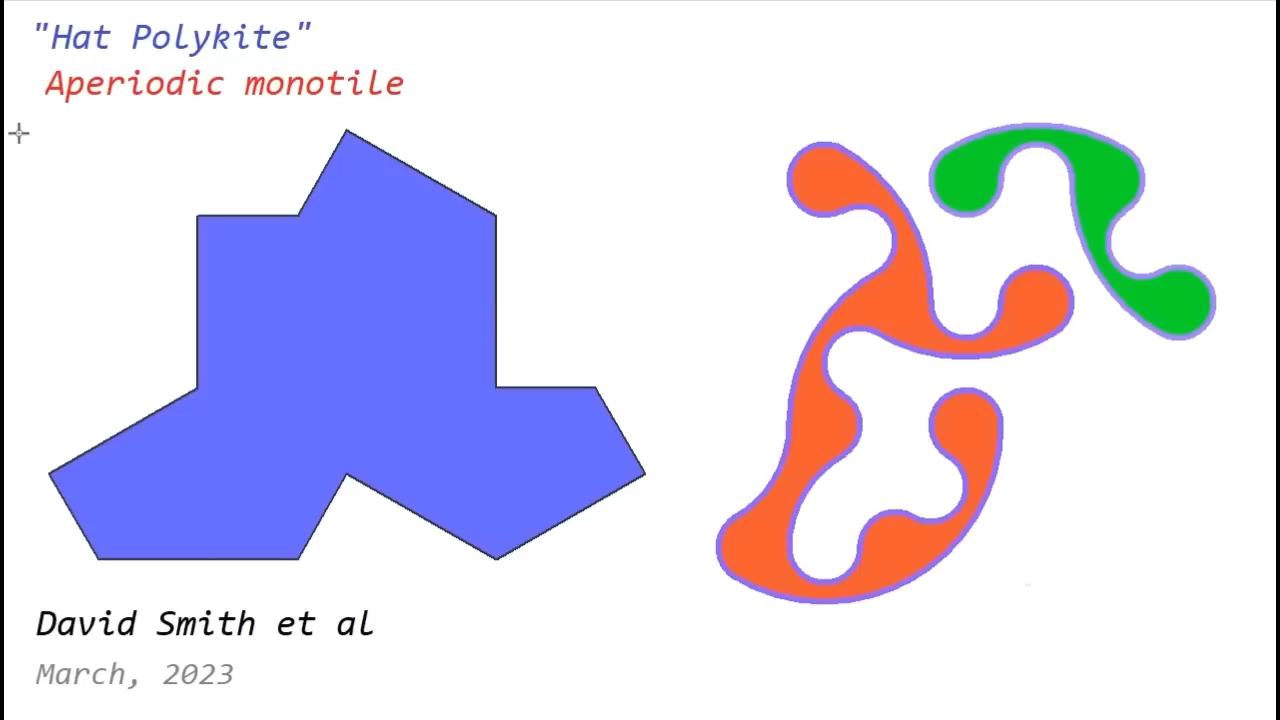 "Hat Polykite"
Aperiodic monotile
David Smith et al
March, 2023